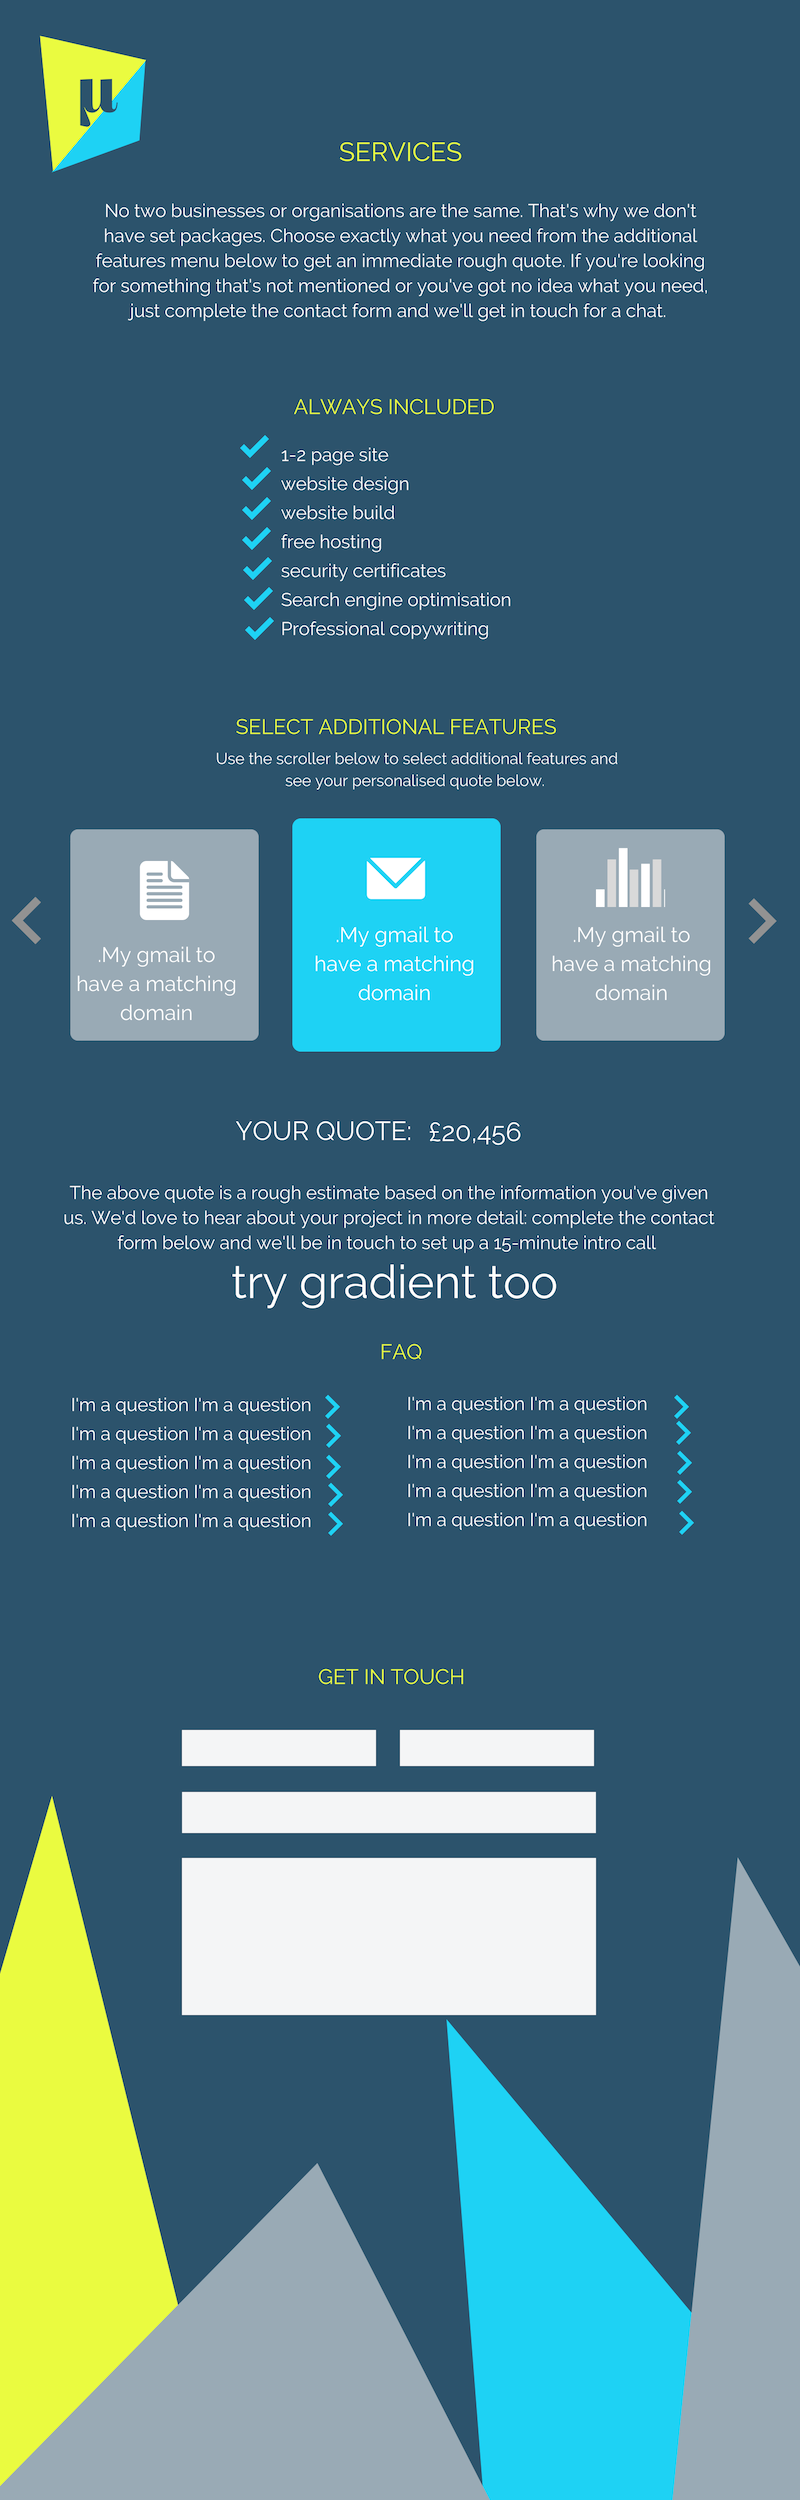 µ
SERVICES
No two businesses or organisations are the same. That's why we don't
have set packages. Choose exactly what you need from the additional
features menu below to get an immediate rough quote. If you're looking
for something that's not mentioned or you've got no idea what you need,
just complete the contact form and we'll get in touch for a chat.
ALWAYS INCLUDED
1-2 page site
website design
website build
free hosting
security certificates
Search engine optimisation
Professional copywriting
SELECT ADDITIONAL FEATURES
Use the scroller below to select additional features and
see your personalised quote below.
.My gmail to
have a matching
domain
.My gmail to
have a matching
domain
.My gmail to
have a matching
domain
YOUR QUOTE: £20,456
The above quote is a rough estimate based on the information you've given
us. We'd love to hear about your project in more detail: complete the contact
form below and we'll be in touch to set up a 15-minute intro call
try gradient too
FAQ
I'm a question I'm a question
I'm a question I'm a question
I'm a question I'm a question
I'm a question I'm a question
I'm a question I'm a question
I'm a question I'm a question
I'm a question I'm a question
I'm a question I'm a question
I'm a question I'm a question
I'm a question I'm a question
GET IN TOUCH